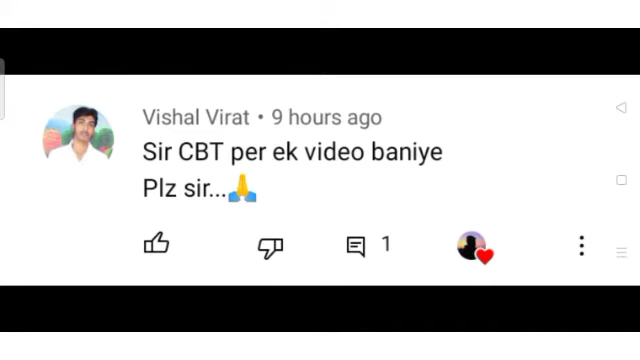 Vishal Virat • 9 hours ago
Sir CBT per ek video baniye
Plz sir...🙏
1